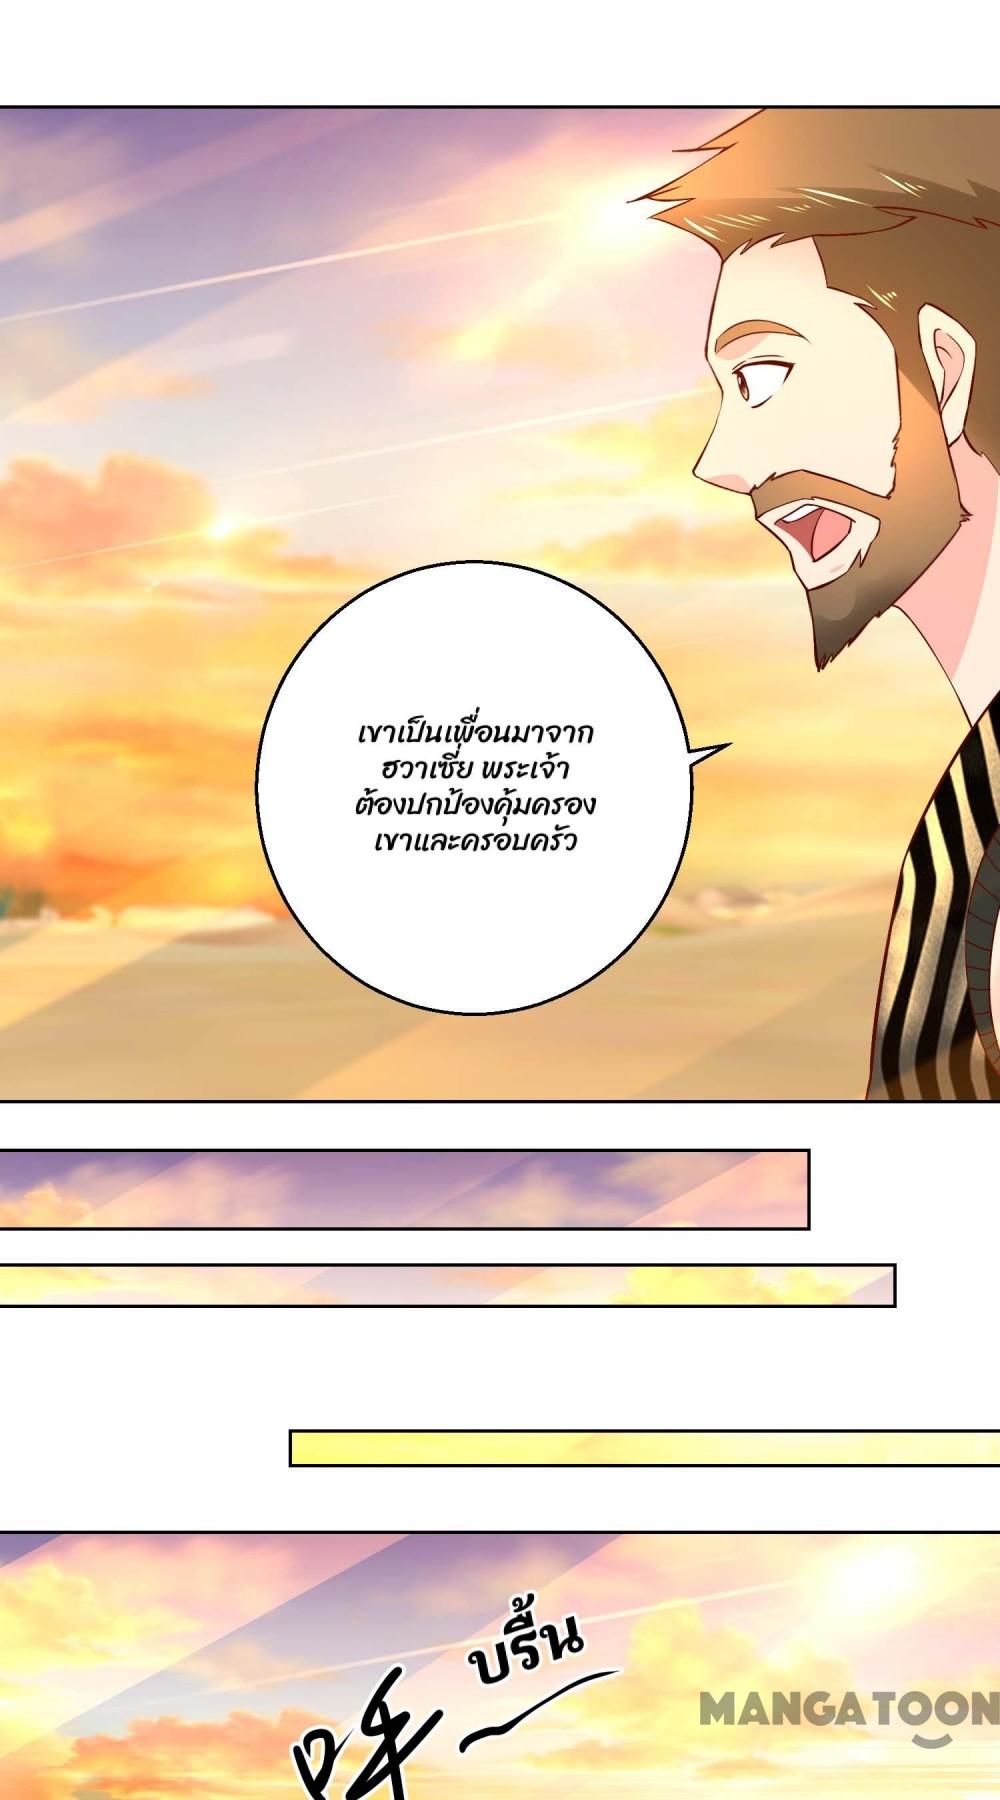 เขาเป็นเพื่อนมาจาก
ฮวาเซี่ย พระเจ้า
ต้องปกป้องคุ้มครอง
เขาและครอบครัว
บรื้น
呼
MANGATOON